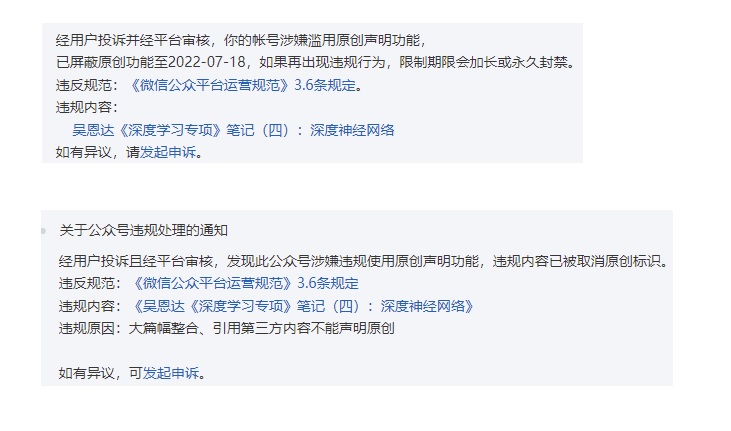 经用户投诉并经平台审核，你的帐号涉嫌滥用原创声明功能，
已屏蔽原创功能至2022-07-18，如果再出现违规行为，限制期限会加长或永久封禁。
违反规范：《微信公众平台运营规范》3.6条规定。
违规内容：
吴恩达《深度学习专项》笔记（四）：深度神经网络
如有异议，请发起申诉。
关于公众号违规处理的通知
经用户投诉且经平台审核，发现此公众号涉嫌违规使用原创声明功能，违规内容已被取消原创标识。
违反规范：《微信公众平台运营规范》3.6条规定
违规内容：《吴恩达《深度学习专项》笔记（四）：深度神经网络》
违规原因：大篇幅整合、引用第三方内容不能声明原创
如有异议，可发起申诉。